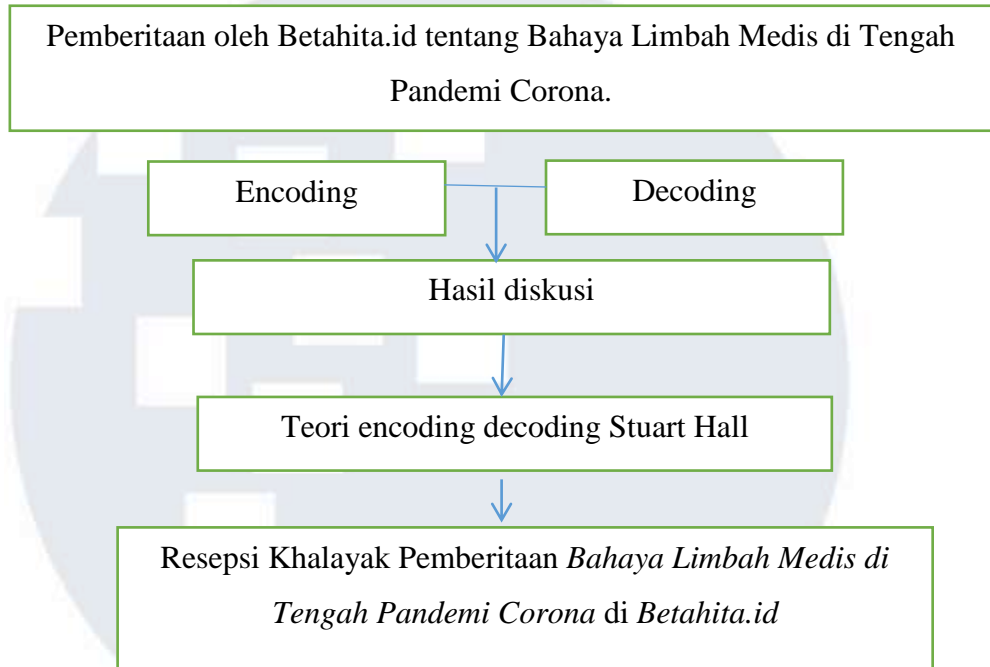 Pemberitaan oleh Betahita.id tentang Bahaya Limbah Medis di Tengah
Pandemi Corona.
Encoding
Decoding
Hasil diskusi
Teori encoding decoding Stuart Hall
Resepsi Khalayak Pemberitaan Bahaya Limbah Medis di
Tengah Pandemi Corona di Betahita.id